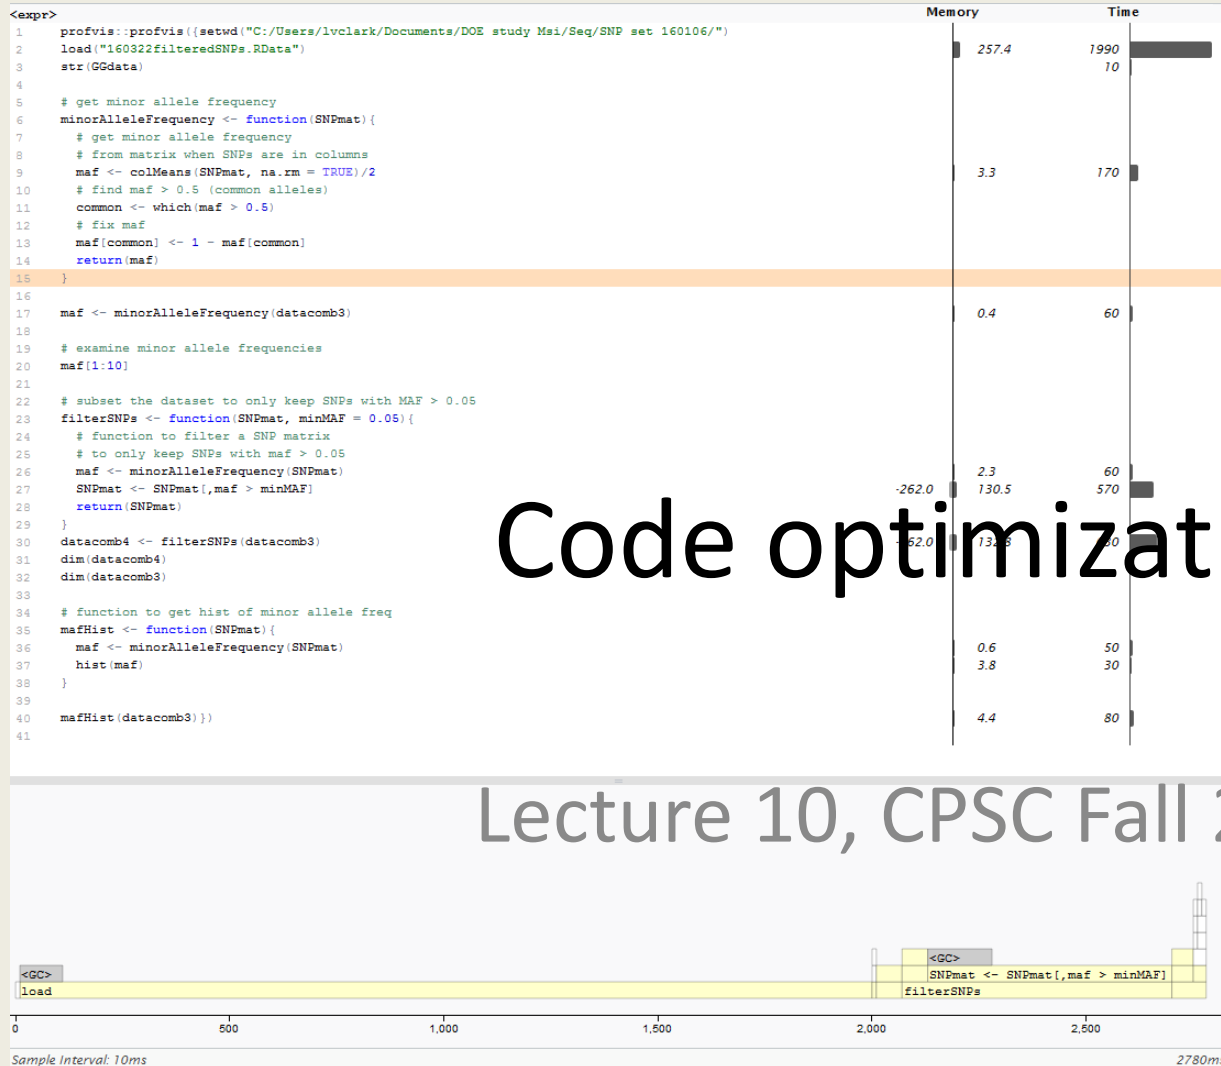 <expr> Memory Time
1 profvis::profvis({setwd("C:/Users/lvclark/Documents/DOE study Msi/Seq/SNP set 160106/")
2 load("160322filteredSNPs.RData") 257.4 1990
3 str(GGdata) 10
4
5 # get minor allele frequency
6 minorAlleleFrequency <- function(SNPmat){
7 # get minor allele frequency
8 # from matrix when SNPs are in columns
9 maf <- colMeans(SNPmat, na.rm = TRUE)/2 3.3 170
10 # find maf > 0.5 (common alleles)
11 common <- which(maf > 0.5)
12 # fix maf
13 maf[common] <- 1 - maf[common]
14 return(maf)
15 }
16
17 maf <- minorAlleleFrequency(datacomb3) 0.4 60
18
19 # examine minor allele frequencies
20 maf[1:10]
21
22 # subset the dataset to only keep SNPs with MAF > 0.05
23 filterSNPs <- function(SNPmat, minMAF = 0.05){
24 # function to filter a SNP matrix
25 # to only keep SNPs with maf > 0.05
26 maf <- minorAlleleFrequency(SNPmat) 2.3 60
27 SNPmat <- SNPmat[,maf > minMAF] -262.0 130.5 570
28 return(SNPmat)
29 }
30 datacomb4 <- filterSNPs(datacomb3)
31 dim(datacomb4)
32 dim(datacomb3)
33
34 # function to get hist of minor allele freq
35 mafHist <- function(SNPmat){
36 maf <- minorAlleleFrequency(SNPmat) 0.6 50
37 hist(maf) 3.8 30
38 }
39
40 mafHist(datacomb3)}) 4.4 80
41
Code optimizat
Lecture 10, CPSC Fall
<GC>
<GC>
SNPmat <- SNPmat[,maf > minMAF]
load
filterSNPs
0 500 1,000 1,500 2,000 2,500
Sample Interval: 10ms 2780ms